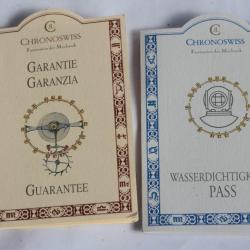 CHRONOSWISS
Faszination der Mechanik
GARANTIE
GARANZIA
GUARANTEE
CHRONOSWISS
Faszination der Mechanik
WASSERDICHTIGK
PASS